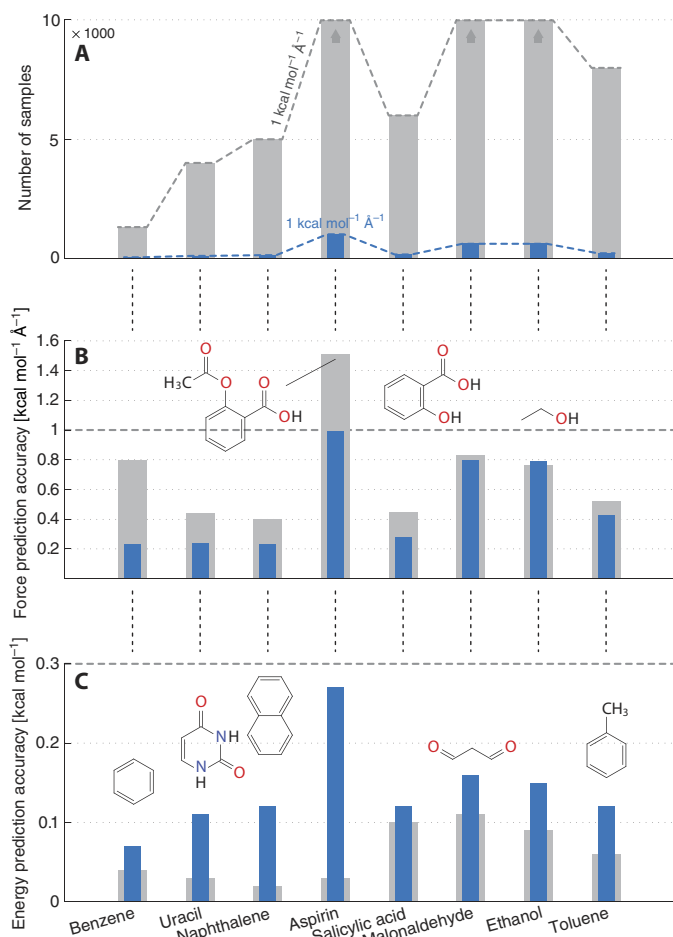 × 1000
A
10
5
0
Number of samples
1 kcal mol⁻¹ Å⁻¹
1 kcal mol⁻¹ Å⁻¹
B
1.6
1.4
1.2
1
0.8
0.6
0.4
0.2
Force prediction accuracy [kcal mol⁻¹ Å⁻¹]
O
H₃C
O
O
OH
O
OH
OH
OH
C
0.3
0.2
0.1
0
Energy prediction accuracy [kcal mol⁻¹]
O
N
H
N
H
O
O
O
CH₃
Benzene
Uracil
Naphthalene
Aspirin
Salicylic acid
Malonaldehyde
Ethanol
Toluene